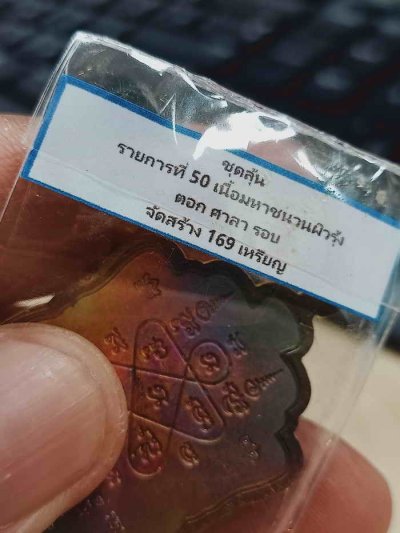 ชุดลุ้น
รายการที่ 50 เนื้อมหาชนวนผิวรุ้ง
ตอก ศาลา รอบ
จัดสร้าง 169 เหรียญ